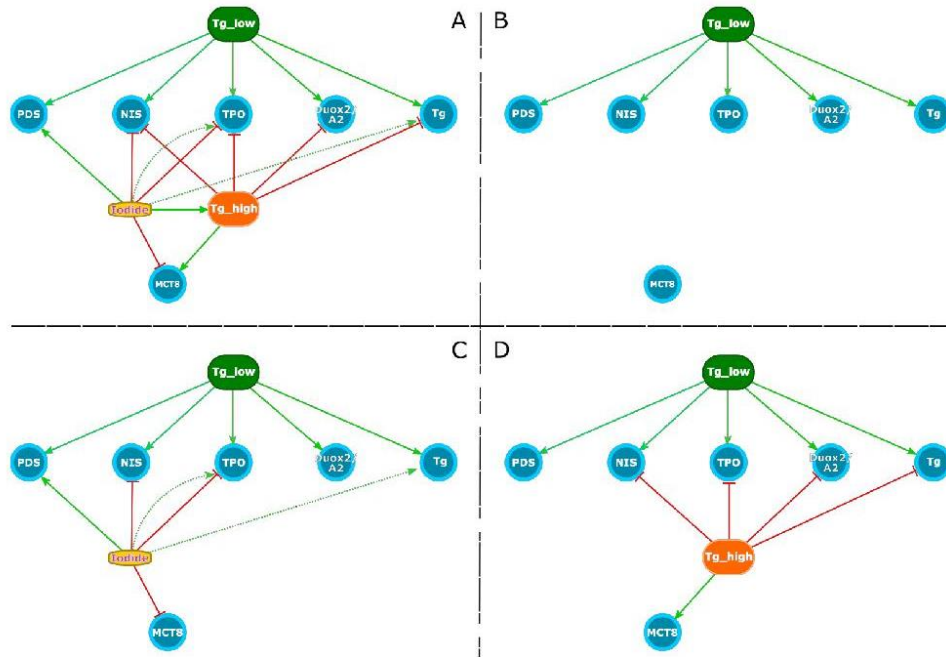 A
Tg_low
PDS
NIS
TPO
Duox2/
A2
Tg
Iodide
Tg_high
MCT8
B
Tg_low
PDS
NIS
TPO
Duox2/
A2
Tg
MCT8
C
Tg_low
PDS
NIS
TPO
Duox2/
A2
Tg
Iodide
MCT8
D
Tg_low
PDS
NIS
TPO
Duox2/
A2
Tg
Tg_high
MCT8